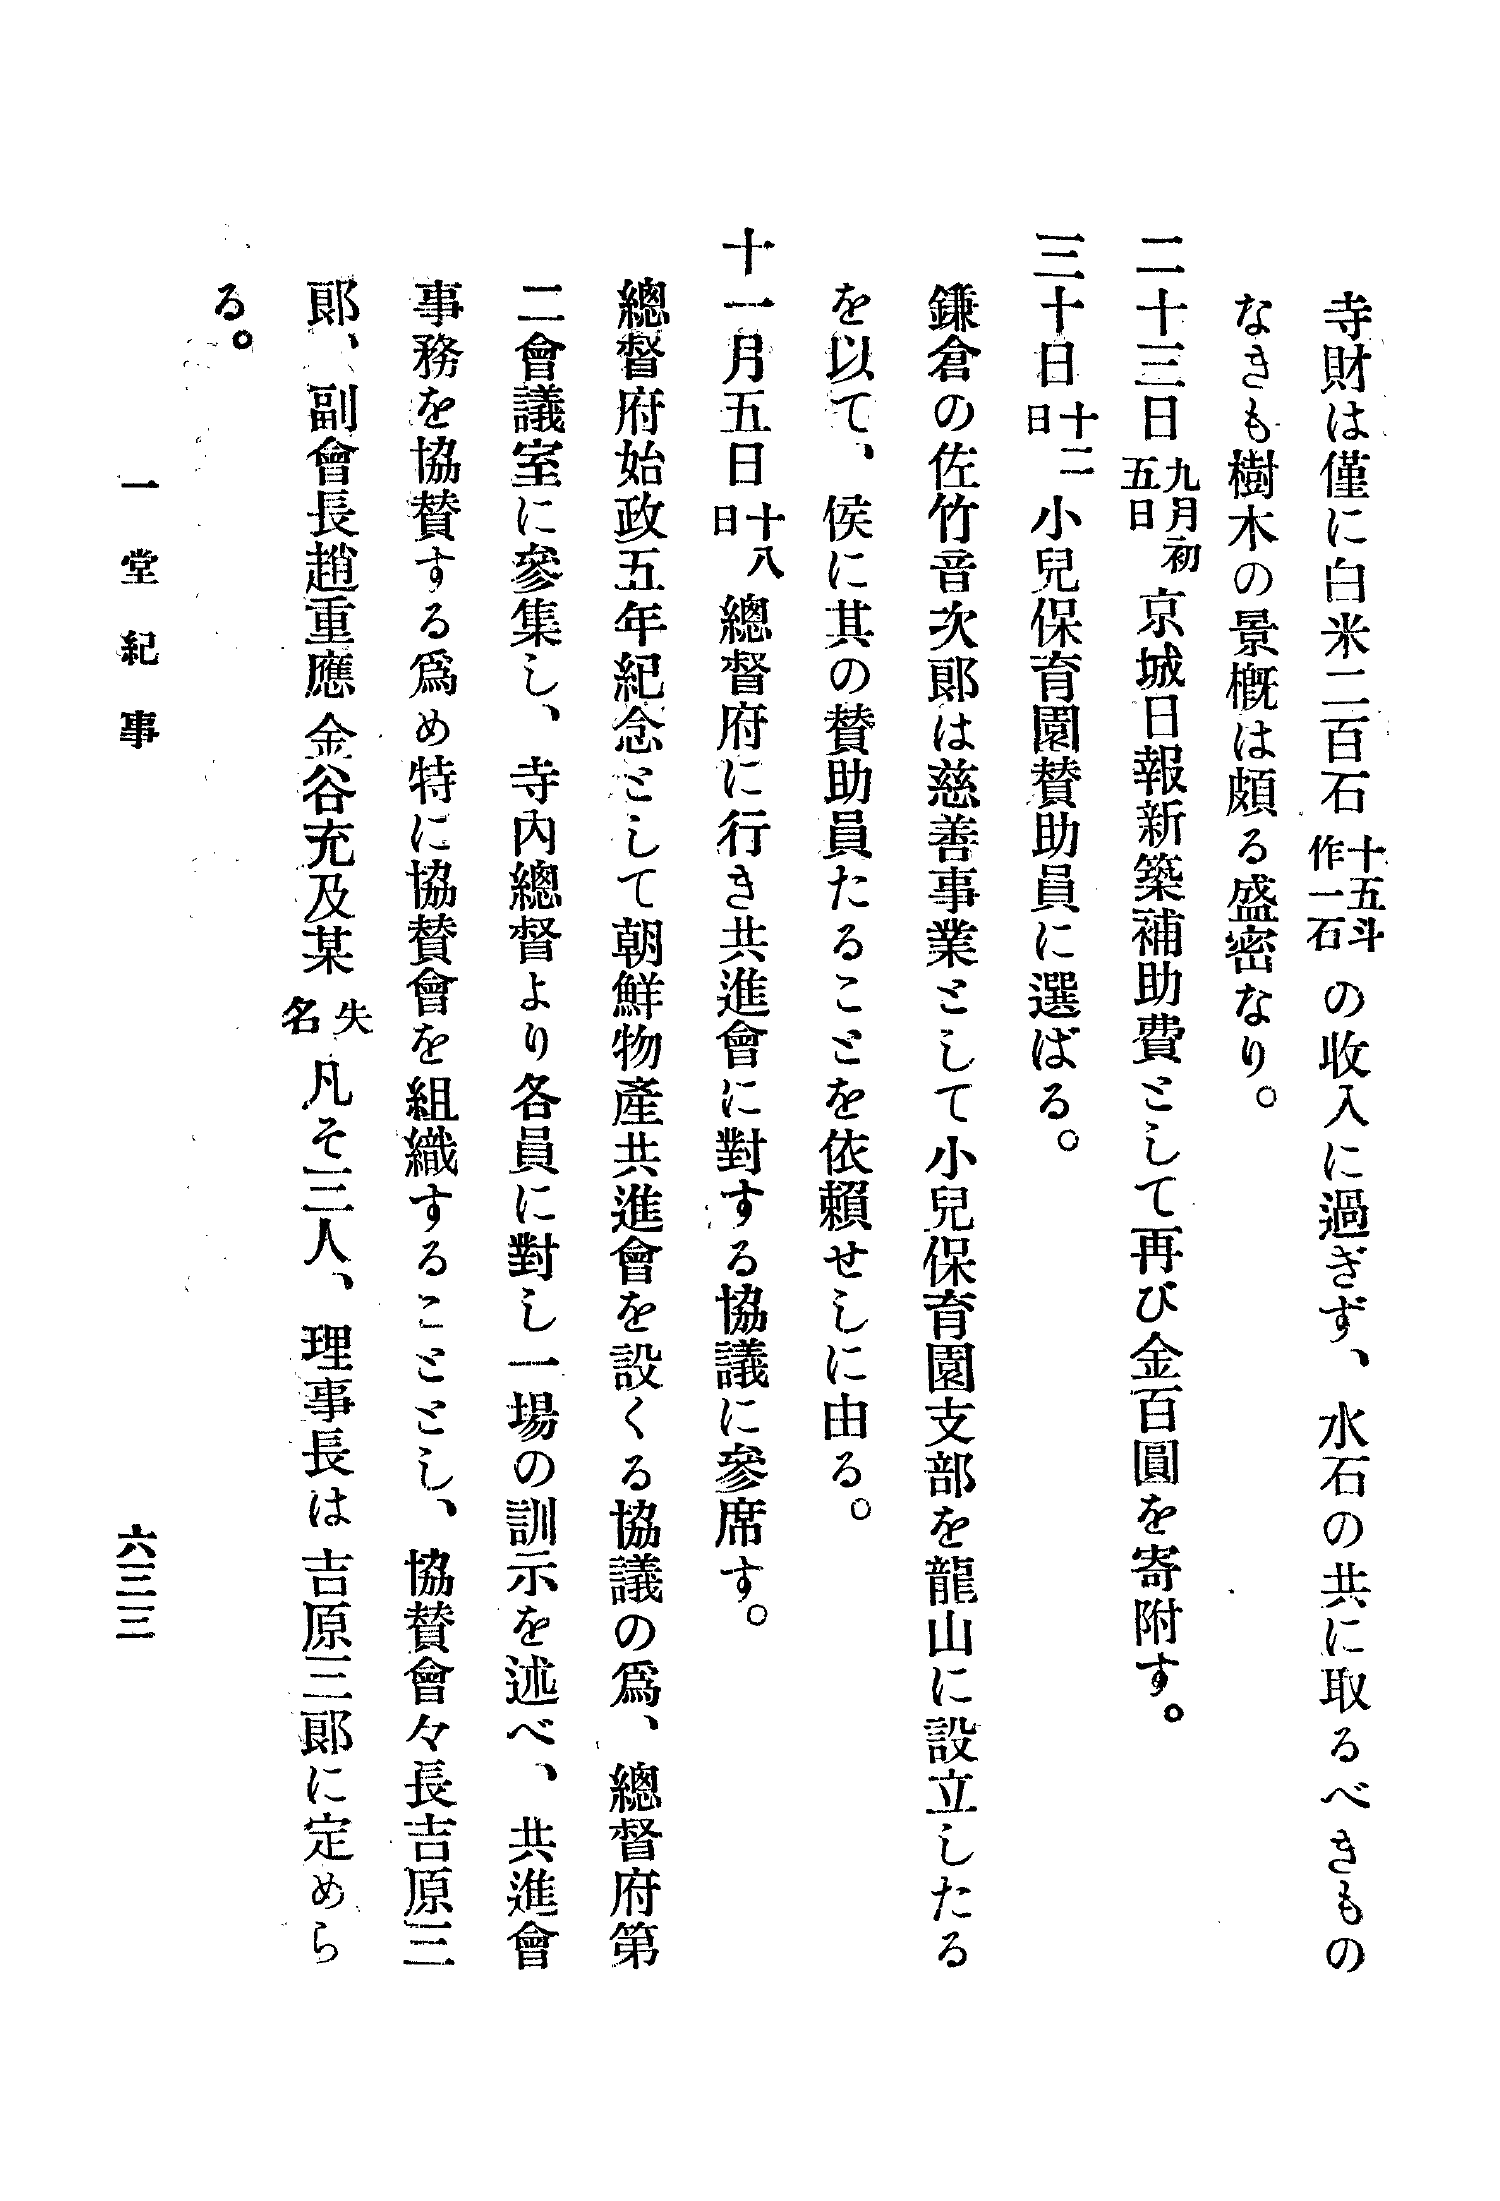 寺財は僅に白米二百石十五斗作一石の收入に過ぎず、水石の共に取るべきもの
なきも樹木の景槪は頗る盛密なり。
二十三日九月初五日京城日報新築補助費として再び金百圓を寄附す。
三十日十二日小兒保育園賛助員に選ばる。
鎌倉の佐竹音次郞は慈善事業として小兒保育園支部を龍山に設立したる
を以て、侯に其の賛助員たることを依賴せしに由る。
十一月五日十八日總督府に行き共進會に對する協議に參席す。
總督府始政五年紀念として朝鮮物產共進會を設くる協議の爲、總督府第
二會議室に參集し、寺內總督より各員に對し一場の訓示を述べ、共進會
事務を協賛する爲め特に協賛會を組織することとし、協賛會々長吉原三
郞、副會長趙重應金谷充及某失名凡そ三人、理事長は吉原三郞に定めら
る。
一堂紀事
六三三